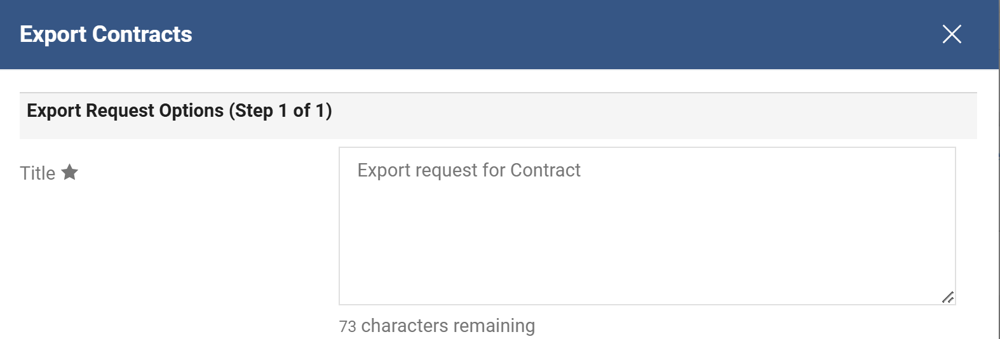 Export Contracts
Export Request Options (Step 1 of 1)
Title
Export request for Contract
73 characters remaining